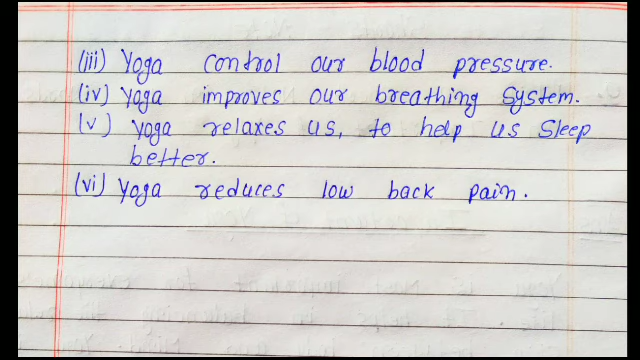 (iii) Yoga control our blood pressure.
(iv) Yoga improves our breathing system.
(v) Yoga relaxes us, to help us sleep
better.
(vi) Yoga reduces low back pain.